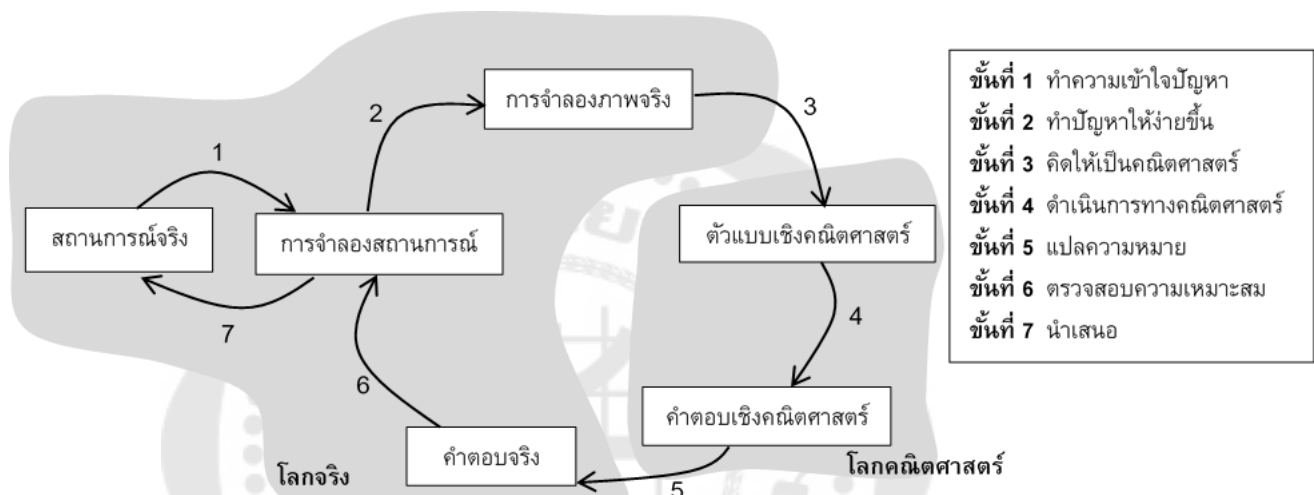 2
การจำลองภาพจริง
3
1
สถานการณ์จริง
การจำลองสถานการณ์
ตัวแบบเชิงคณิตศาสตร์
7
4
6
คำตอบเชิงคณิตศาสตร์
คำตอบจริง
5
โลกจริง
โลกคณิตศาสตร์
ขั้นที่ 1 ทำความเข้าใจปัญหา
ขั้นที่ 2 ทำปัญหาให้ง่ายขึ้น
ขั้นที่ 3 คิดให้เป็นคณิตศาสตร์
ขั้นที่ 4 ดำเนินการทางคณิตศาสตร์
ขั้นที่ 5 แปลความหมาย
ขั้นที่ 6 ตรวจสอบความเหมาะสม
ขั้นที่ 7 นำเสนอ